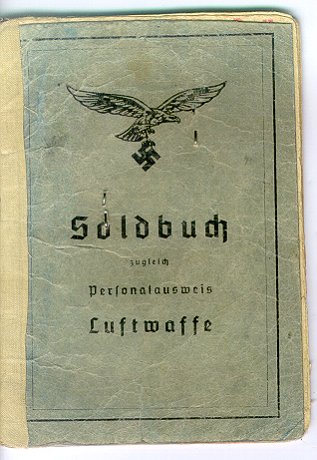 Soldbuch
zugleich
Personalausweis
Luftwaffe